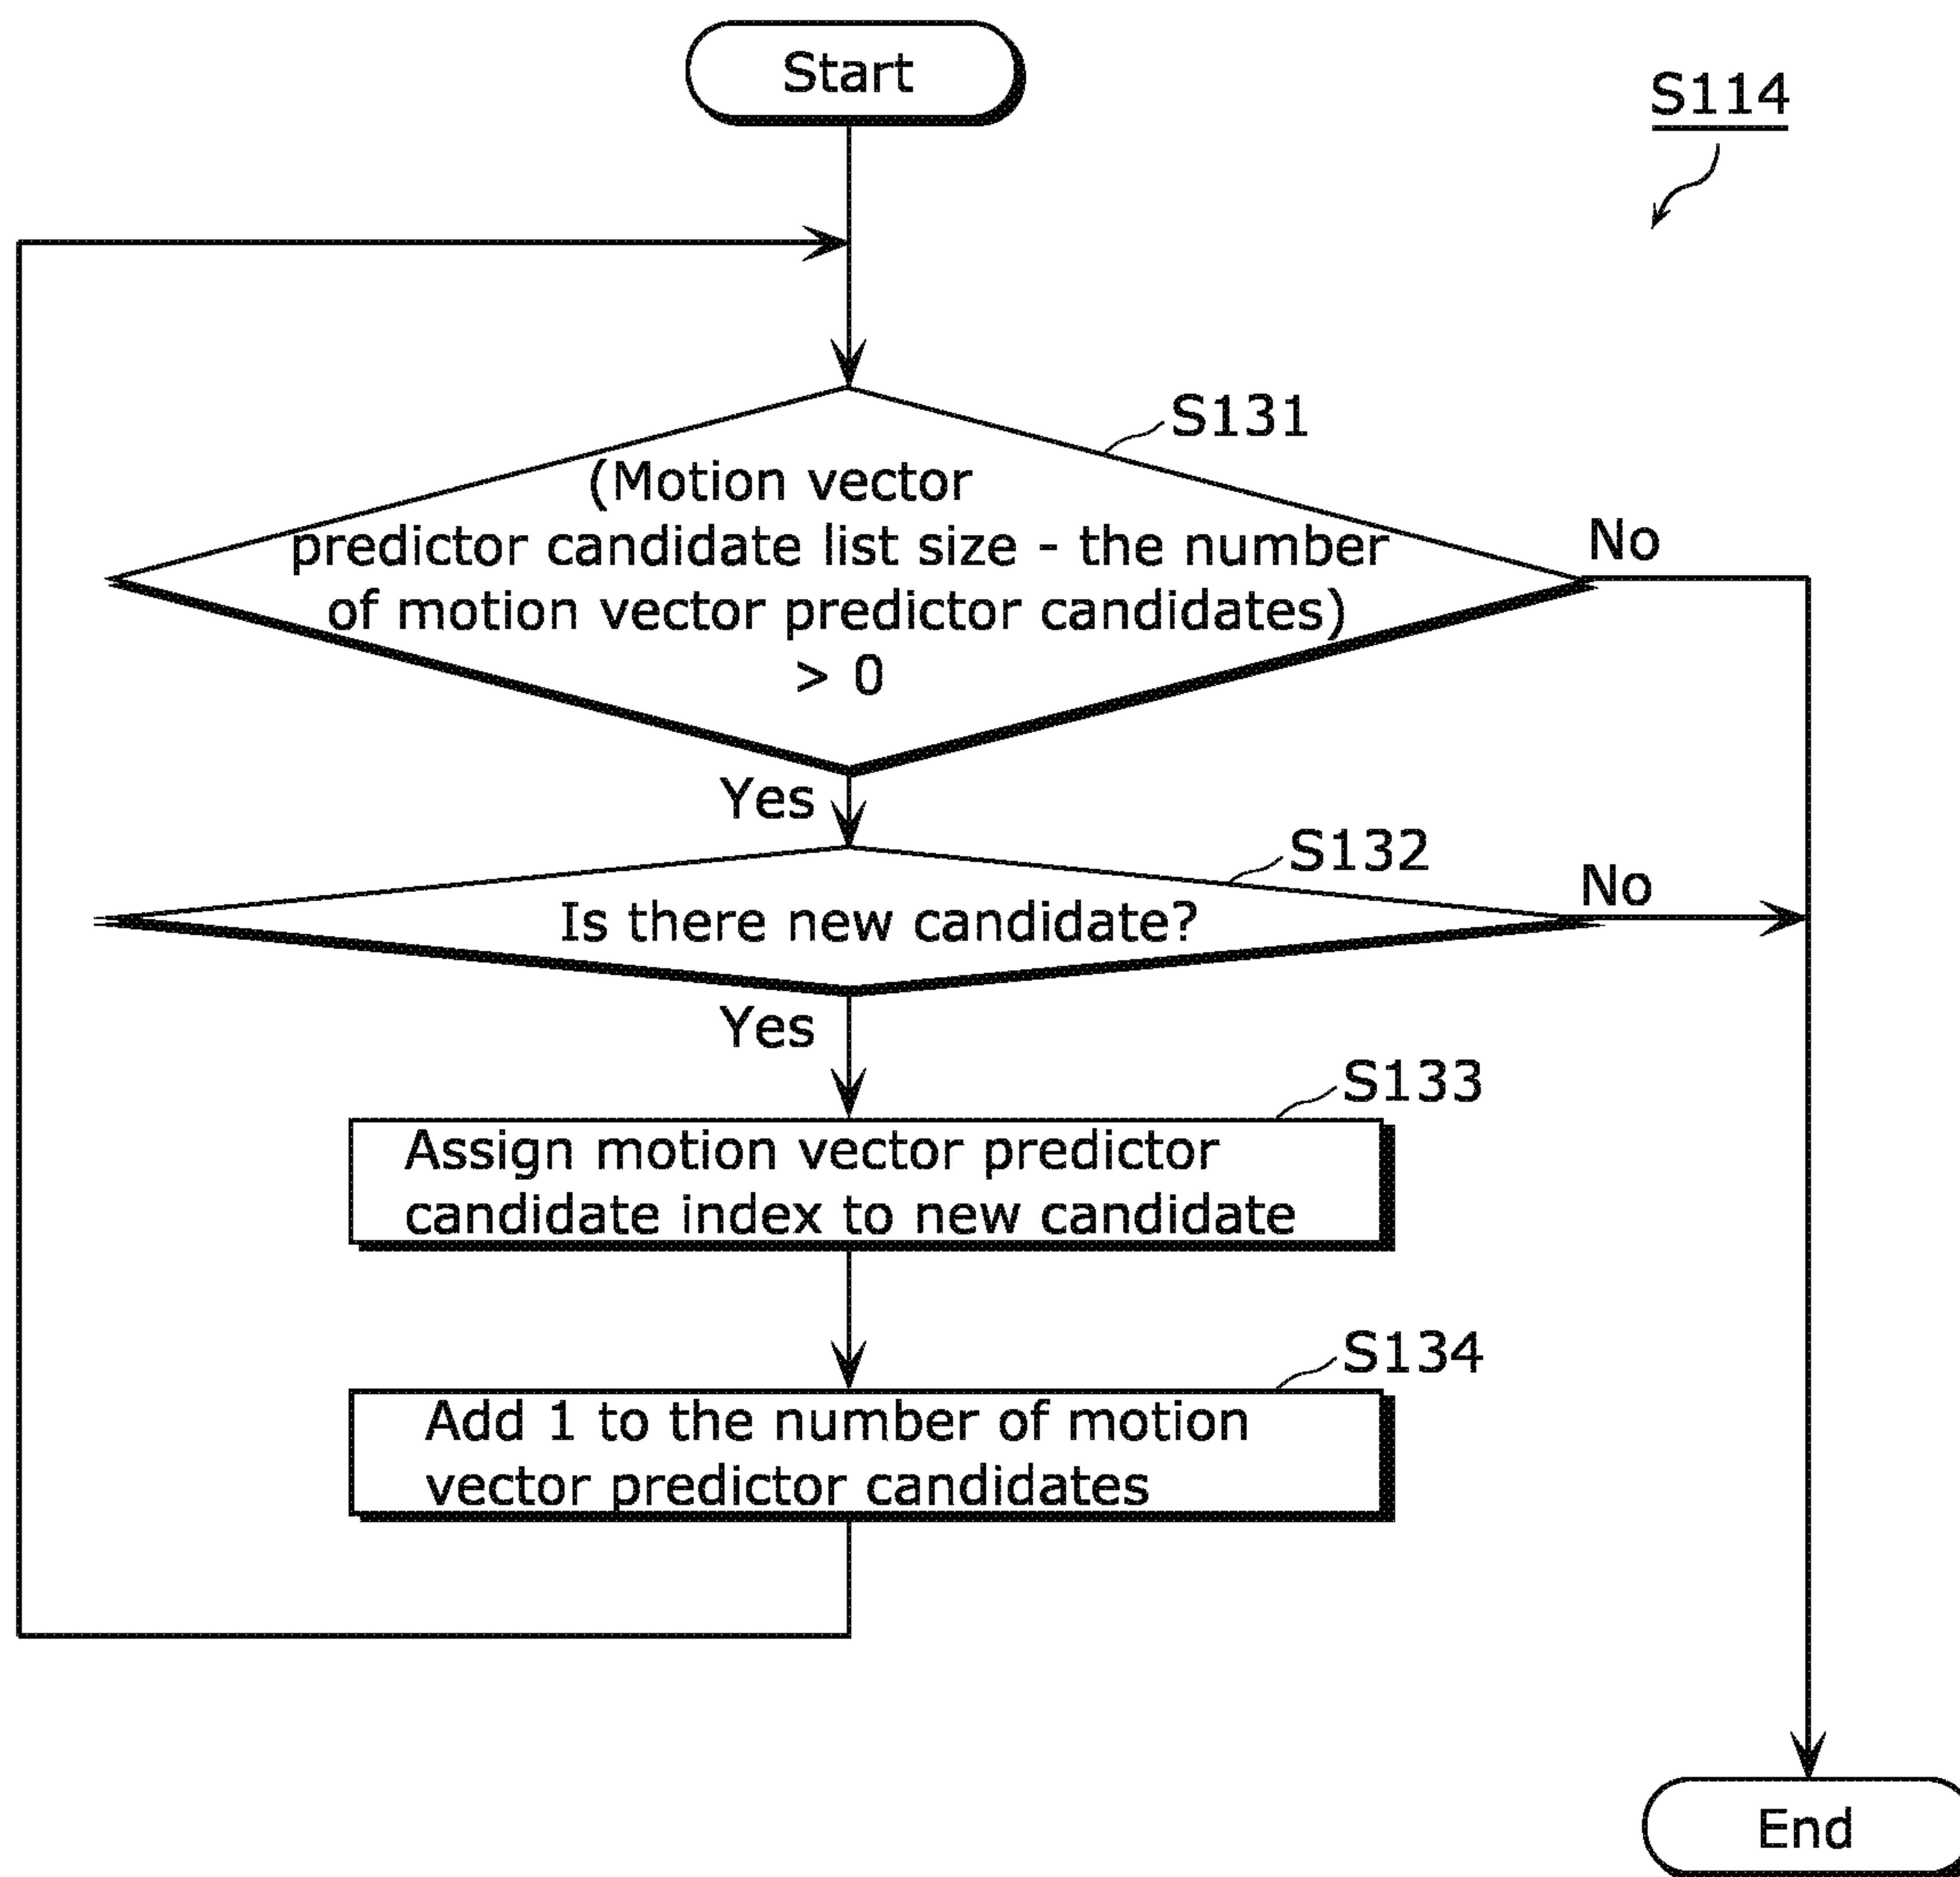 Start
S114
S131
(Motion vector
predictor candidate list size - the number
of motion vector predictor candidates)
> 0
No
Yes
S132
Is there new candidate?
No
Yes
S133
Assign motion vector predictor
candidate index to new candidate
S134
Add 1 to the number of motion
vector predictor candidates
End